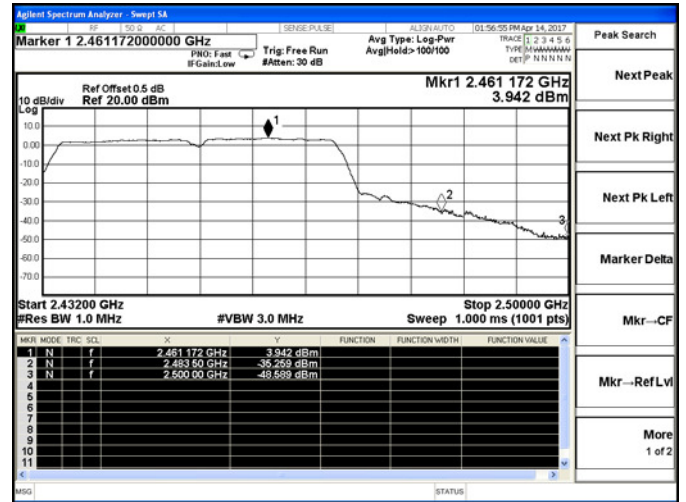 Agilent Spectrum Analyzer - Swept SA
RF 50 Ω AC SENSE:PULSE ALIGN AUTO 01:56:55 PM Apr 14, 2017
Marker 1 2.461172000000 GHz
PNO: Fast
IFGain:Low
Trig: Free Run
#Atten: 30 dB
Avg Type: Log-Pwr
Avg|Hold:>100/100
TRACE 1 2 3 4 5 6
TYPE
DET P N N N N N
Ref Offset 0.5 dB
Ref 20.00 dBm
10 dB/div
Log
Mkr1 2.461 172 GHz
3.942 dBm
10.0
0.00
-10.0
-20.0
-30.0
-40.0
-50.0
-60.0
-70.0
1
2
3
Start 2.43200 GHz
#Res BW 1.0 MHz
#VBW 3.0 MHz
Stop 2.50000 GHz
Sweep 1.000 ms (1001 pts)
MKR MODE TRC SCL X Y FUNCTION FUNCTION WIDTH FUNCTION VALUE
1 N f 2.461 172 GHz 3.942 dBm
2 N f 2.483 50 GHz -35.259 dBm
3 N f 2.500 00 GHz -48.589 dBm
4
5
6
7
8
9
10
11
MSG STATUS
Peak Search
Next Peak
Next Pk Right
Next Pk Left
Marker Delta
Mkr→CF
Mkr→Ref Lvl
More
1 of 2